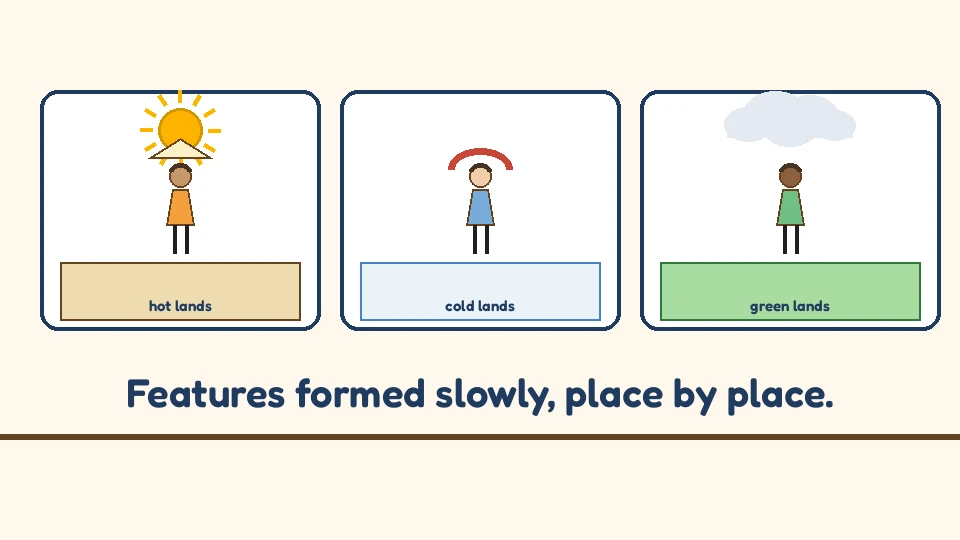 hot lands
cold lands
green lands
Features formed slowly, place by place.